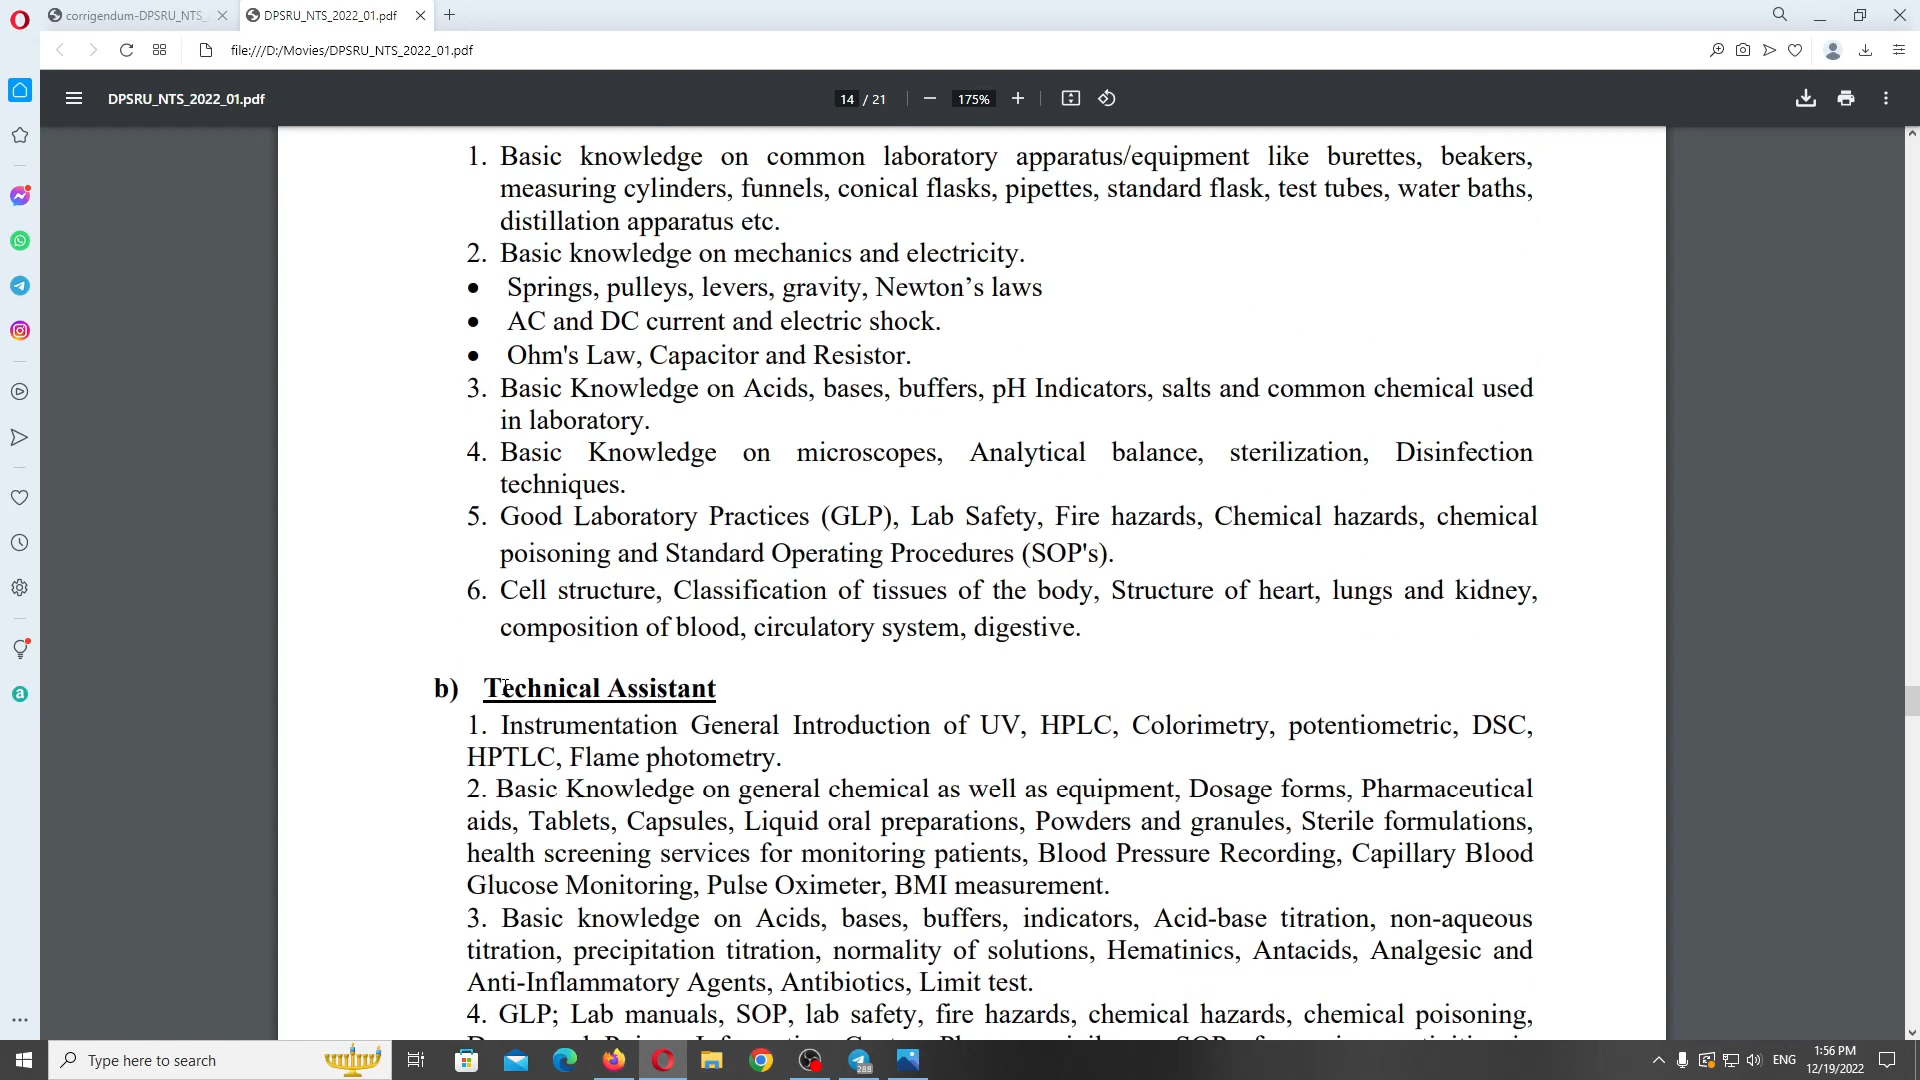 corrigendum-DPSRU_NTS_
DPSRU_NTS_2022_01.pdf
file:///D:/Movies/DPSRU_NTS_2022_01.pdf
DPSRU_NTS_2022_01.pdf
14 / 21
175%
1. Basic knowledge on common laboratory apparatus/equipment like burettes, beakers,
measuring cylinders, funnels, conical flasks, pipettes, standard flask, test tubes, water baths,
distillation apparatus etc.
2. Basic knowledge on mechanics and electricity.
• Springs, pulleys, levers, gravity, Newton’s laws
• AC and DC current and electric shock.
• Ohm's Law, Capacitor and Resistor.
3. Basic Knowledge on Acids, bases, buffers, pH Indicators, salts and common chemical used
in laboratory.
4. Basic Knowledge on microscopes, Analytical balance, sterilization, Disinfection
techniques.
5. Good Laboratory Practices (GLP), Lab Safety, Fire hazards, Chemical hazards, chemical
poisoning and Standard Operating Procedures (SOP's).
6. Cell structure, Classification of tissues of the body, Structure of heart, lungs and kidney,
composition of blood, circulatory system, digestive.
b) Technical Assistant
1. Instrumentation General Introduction of UV, HPLC, Colorimetry, potentiometric, DSC,
HPTLC, Flame photometry.
2. Basic Knowledge on general chemical as well as equipment, Dosage forms, Pharmaceutical
aids, Tablets, Capsules, Liquid oral preparations, Powders and granules, Sterile formulations,
health screening services for monitoring patients, Blood Pressure Recording, Capillary Blood
Glucose Monitoring, Pulse Oximeter, BMI measurement.
3. Basic knowledge on Acids, bases, buffers, indicators, Acid-base titration, non-aqueous
titration, precipitation titration, normality of solutions, Hematinics, Antacids, Analgesic and
Anti-Inflammatory Agents, Antibiotics, Limit test.
4. GLP; Lab manuals, SOP, lab safety, fire hazards, chemical hazards, chemical poisoning,
Type here to search
288
ENG
1:56 PM
12/19/2022